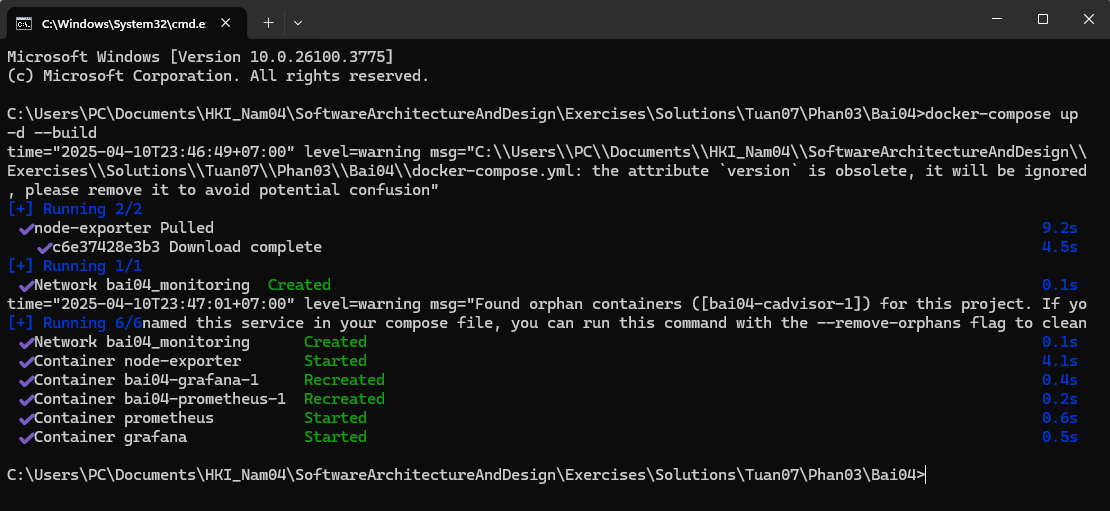 C:\Windows\System32\cmd.e
Microsoft Windows [Version 10.0.26100.3775]
(c) Microsoft Corporation. All rights reserved.
C:\Users\PC\Documents\HKI_Nam04\SoftwareArchitectureAndDesign\Exercises\Solutions\Tuan07\Phan03\Bai04>docker-compose up
-d --build
time="2025-04-10T23:46:49+07:00" level=warning msg="C:\\Users\\PC\\Documents\\HKI_Nam04\\SoftwareArchitectureAndDesign\\
Exercises\\Solutions\\Tuan07\\Phan03\\Bai04\\docker-compose.yml: the attribute `version` is obsolete, it will be ignored
, please remove it to avoid potential confusion"
[+] Running 2/2
✔node-exporter Pulled 9.2s
✔c6e37428e3b3 Download complete 4.5s
[+] Running 1/1
✔Network bai04_monitoring Created 0.1s
time="2025-04-10T23:47:01+07:00" level=warning msg="Found orphan containers ([bai04-cadvisor-1]) for this project. If yo
[+] Running 6/6named this service in your compose file, you can run this command with the --remove-orphans flag to clean
✔Network bai04_monitoring Created 0.1s
✔Container node-exporter Started 4.1s
✔Container bai04-grafana-1 Recreated 0.4s
✔Container bai04-prometheus-1 Recreated 0.2s
✔Container prometheus Started 0.6s
✔Container grafana Started 0.5s
C:\Users\PC\Documents\HKI_Nam04\SoftwareArchitectureAndDesign\Exercises\Solutions\Tuan07\Phan03\Bai04>